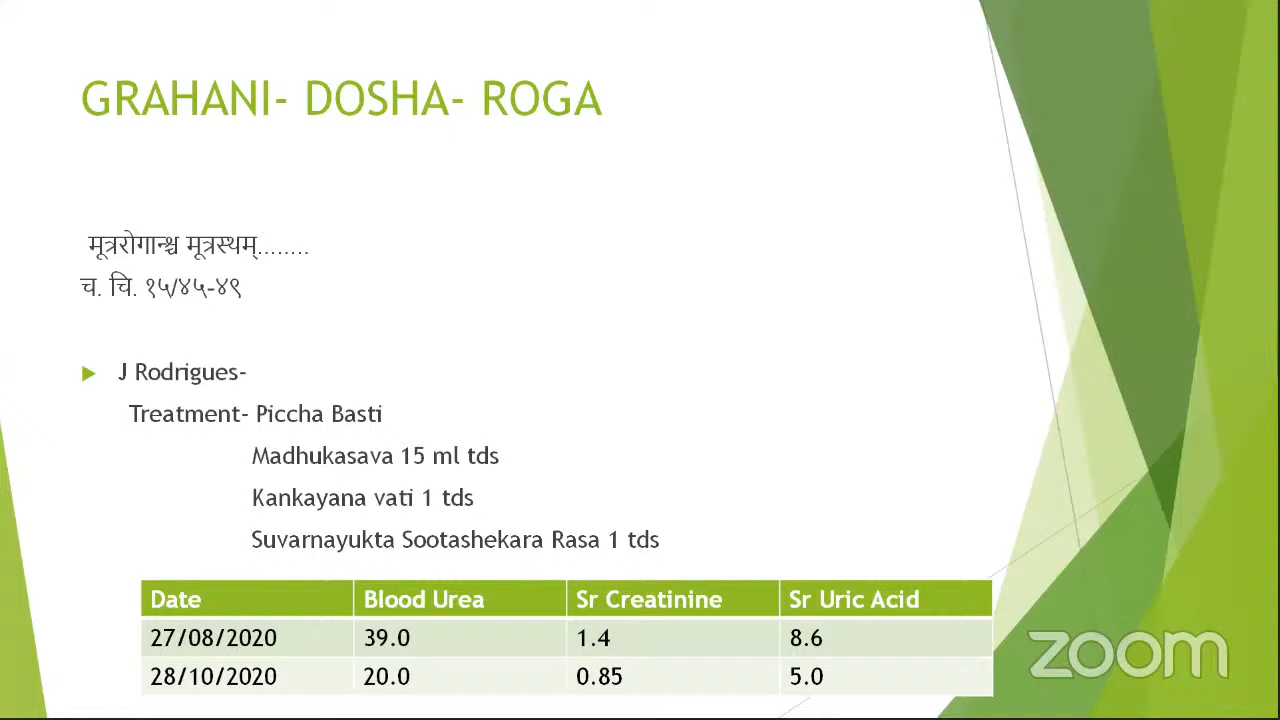 GRAHANI- DOSHA- ROGA
मूत्ररोगान्श्च मूत्रस्थम्........
च. चि. १५/४५-४९
J Rodrigues-
Treatment- Piccha Basti
Madhukasava 15 ml tds
Kankayana vati 1 tds
Suvarnayukta Sootashekara Rasa 1 tds
Date Blood Urea Sr Creatinine Sr Uric Acid
27/08/2020 39.0 1.4 8.6
28/10/2020 20.0 0.85 5.0
zoom